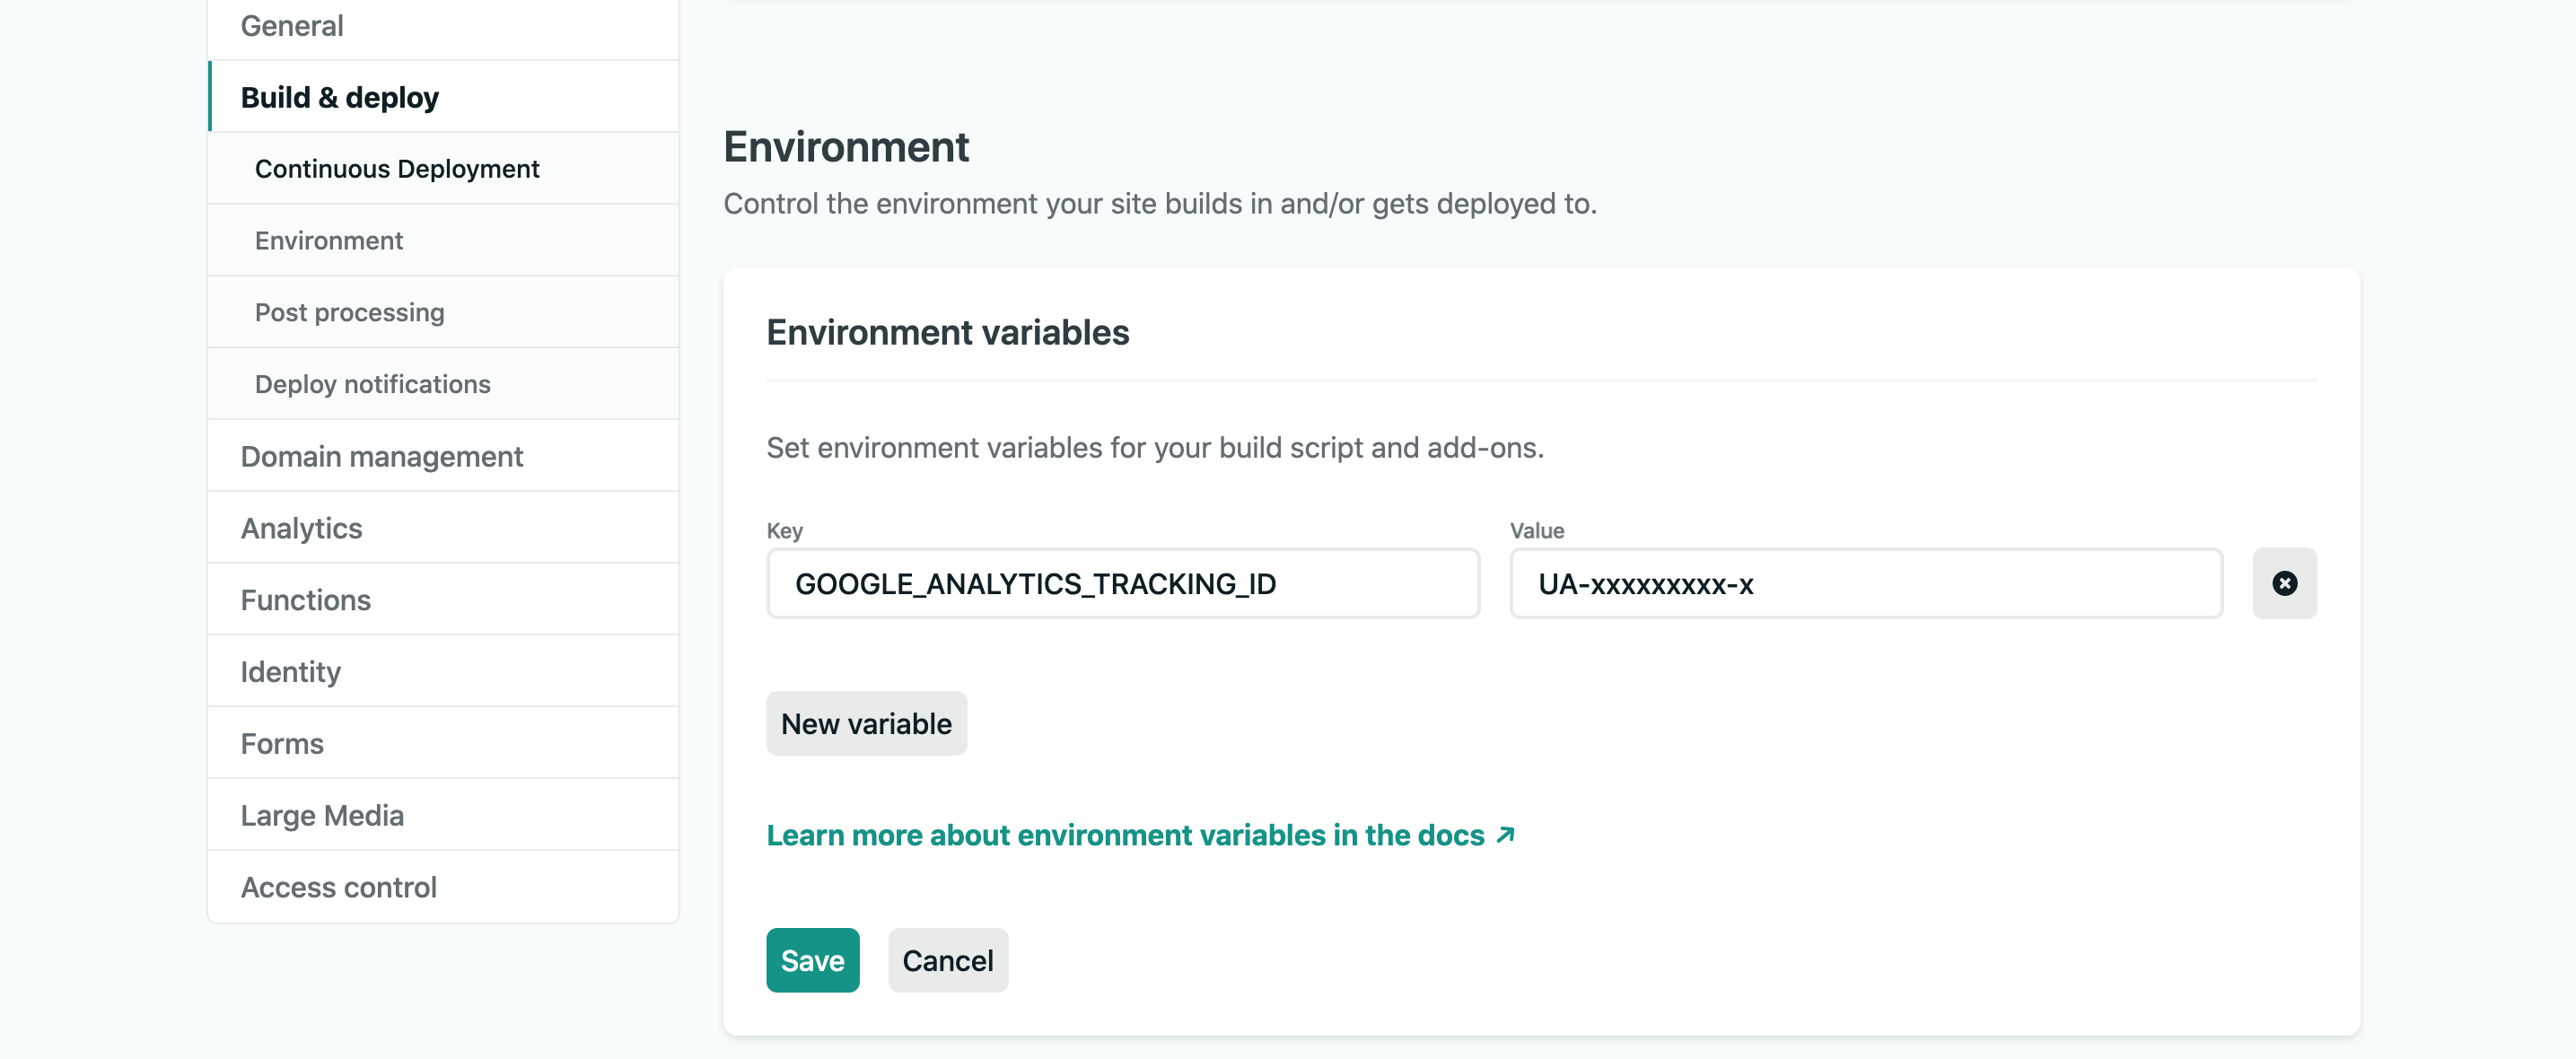 General
Build & deploy
Continuous Deployment
Environment
Post processing
Deploy notifications
Domain management
Analytics
Functions
Identity
Forms
Large Media
Access control
Environment
Control the environment your site builds in and/or gets deployed to.
Environment variables
Set environment variables for your build script and add-ons.
Key
Value
GOOGLE_ANALYTICS_TRACKING_ID
UA-xxxxxxxxx-x
New variable
Learn more about environment variables in the docs ↗
Save
Cancel